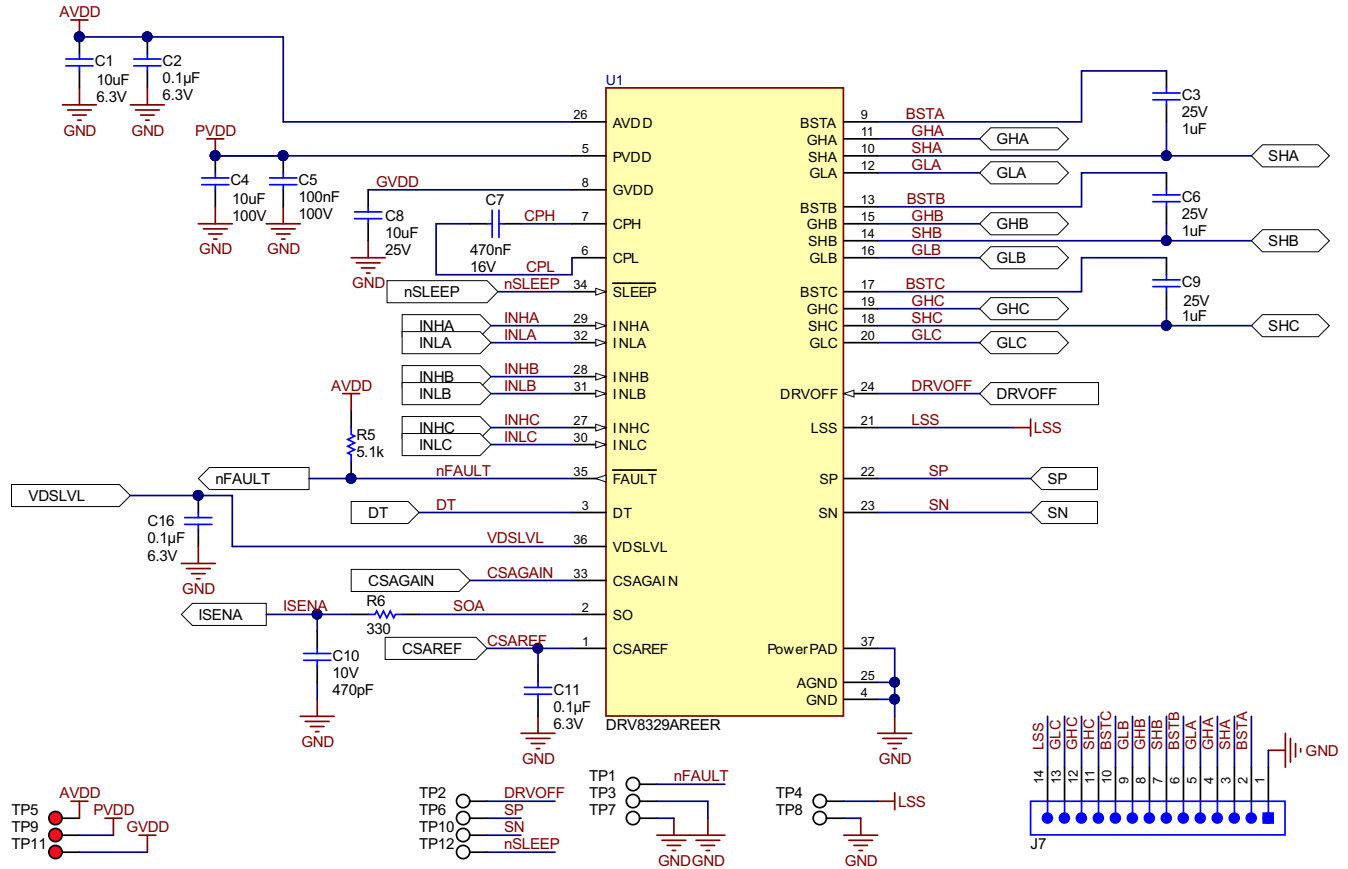 AVDD
C1
10uF
6.3V
GND
C2
0.1µF
6.3V
GND
PVDD
C4
10uF
100V
GND
C5
100nF
100V
GND
GVDD
C8
10uF
25V
GND
C7
470nF
16V
CPH
CPL
nSLEEP
nSLEEP
INHA
INHA
INLA
INLA
INHB
INHB
INLB
INLB
INHC
INHC
INLC
INLC
AVDD
R5
5.1k
nFAULT
nFAULT
VDSLVL
C16
0.1µF
6.3V
GND
DT
DT
VDSLVL
CSAGAIN
CSAGAIN
ISENA
ISENA
R6
330
SOA
C10
10V
470pF
GND
CSAREF
CSAREF
C11
0.1µF
6.3V
GND
U1
26 AVDD
5 PVDD
8 GVDD
7 CPH
6 CPL
34 SLEEP
29 INHA
32 INLA
28 INHB
31 INLB
27 INHC
30 INLC
35 FAULT
3 DT
36 VDSLVL
33 CSAGAIN
2 SO
1 CSAREF
BSTA 9 BSTA
GHA 11 GHA
SHA 10 SHA
GLA 12 GLA
BSTB 13 BSTB
GHB 15 GHB
SHB 14 SHB
GLB 16 GLB
BSTC 17 BSTC
GHC 19 GHC
SHC 18 SHC
GLC 20 GLC
DRVOFF 24 DRVOFF
LSS 21 LSS
SP 22 SP
SN 23 SN
PowerPAD 37
AGND 25
GND 4
DRV8329AREER
GND
C3
25V
1uF
GHA
SHA
GLA
C6
25V
1uF
GHB
SHB
GLB
C9
25V
1uF
GHC
SHC
GLC
DRVOFF
LSS
SP
SN
TP5
AVDD
TP9
PVDD
TP11
GVDD
TP2
DRVOFF
TP6
SP
TP10
SN
TP12
nSLEEP
TP1
nFAULT
TP3
TP7
GND
GND
TP4
LSS
TP8
GND
LSS
GLC
GHC
SHC
BSTC
GLB
GHB
SHB
BSTB
GLA
GHA
SHA
BSTA
GND
14
13
12
11
10
9
8
7
6
5
4
3
2
1
J7